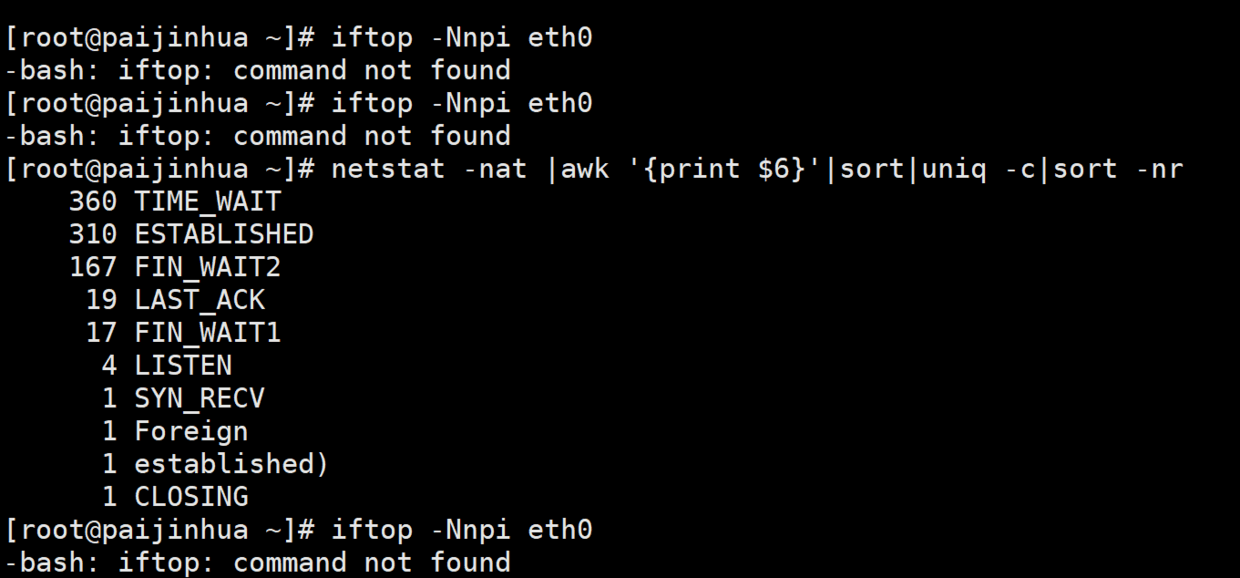 [root@paijinhua ~]# iftop -Nnpi eth0
-bash: iftop: command not found
[root@paijinhua ~]# iftop -Nnpi eth0
-bash: iftop: command not found
[root@paijinhua ~]# netstat -nat |awk '{print $6}'|sort|uniq -c|sort -nr
    360 TIME_WAIT
    310 ESTABLISHED
    167 FIN_WAIT2
     19 LAST_ACK
     17 FIN_WAIT1
      4 LISTEN
      1 SYN_RECV
      1 Foreign
      1 established)
      1 CLOSING
[root@paijinhua ~]# iftop -Nnpi eth0
-bash: iftop: command not found